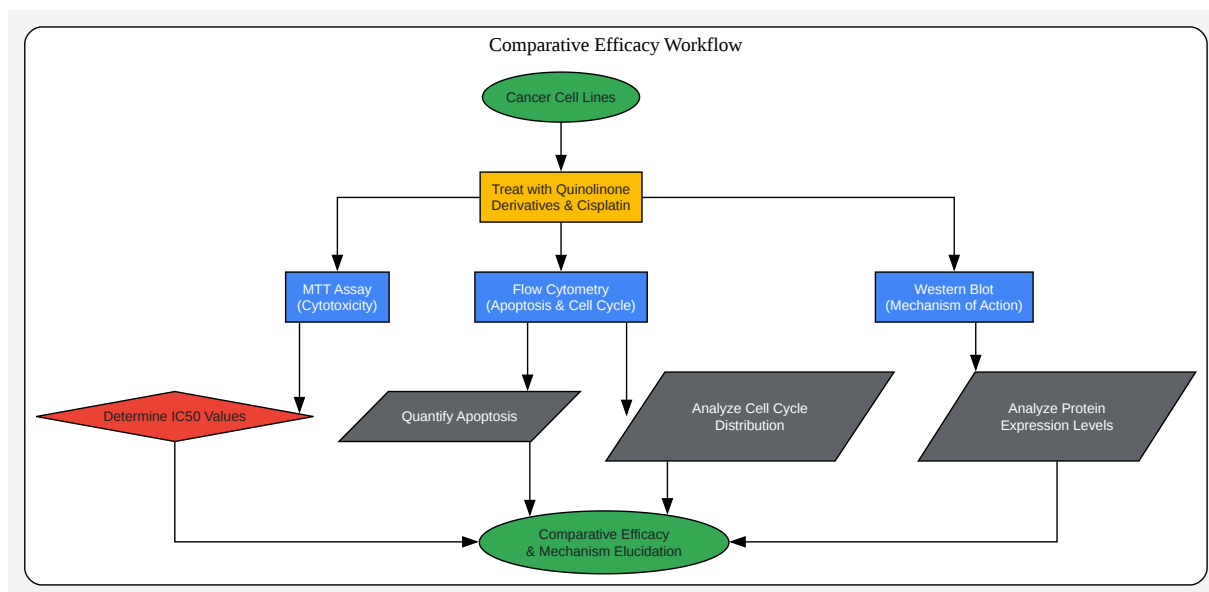 Comparative Efficacy Workflow
Cancer Cell Lines
Treat with Quinolinone
Derivatives & Cisplatin
MTT Assay
(Cytotoxicity)
Flow Cytometry
(Apoptosis & Cell Cycle)
Western Blot
(Mechanism of Action)
Determine IC50 Values
Quantify Apoptosis
Analyze Cell Cycle
Distribution
Analyze Protein
Expression Levels
Comparative Efficacy
& Mechanism Elucidation